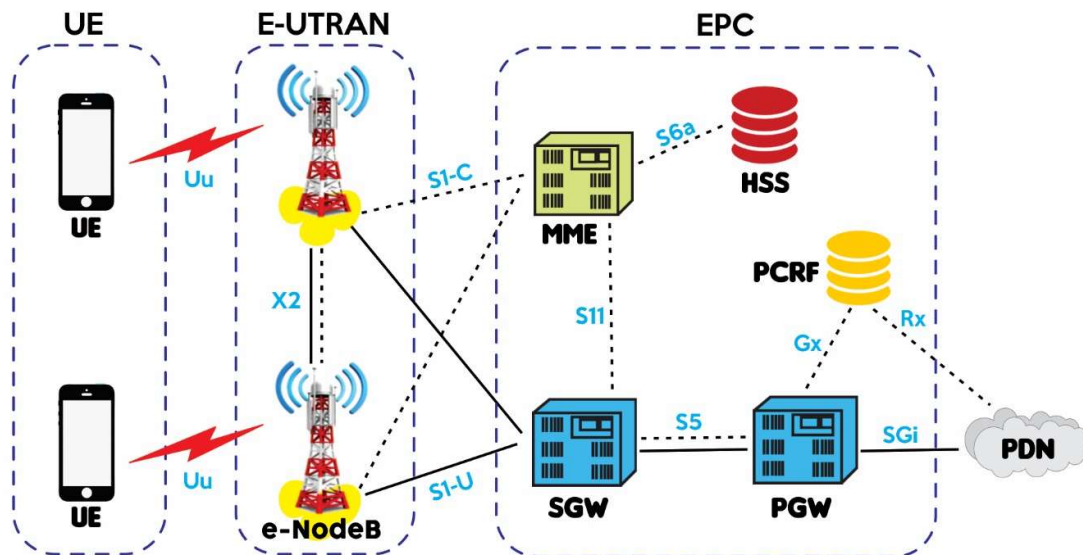 UE
E-UTRAN
EPC
Uu
UE
S1-C
MME
S6a
HSS
X2
S11
PCRF
Gx
Rx
Uu
UE
e-NodeB
S1-U
SGW
S5
PGW
SGi
PDN